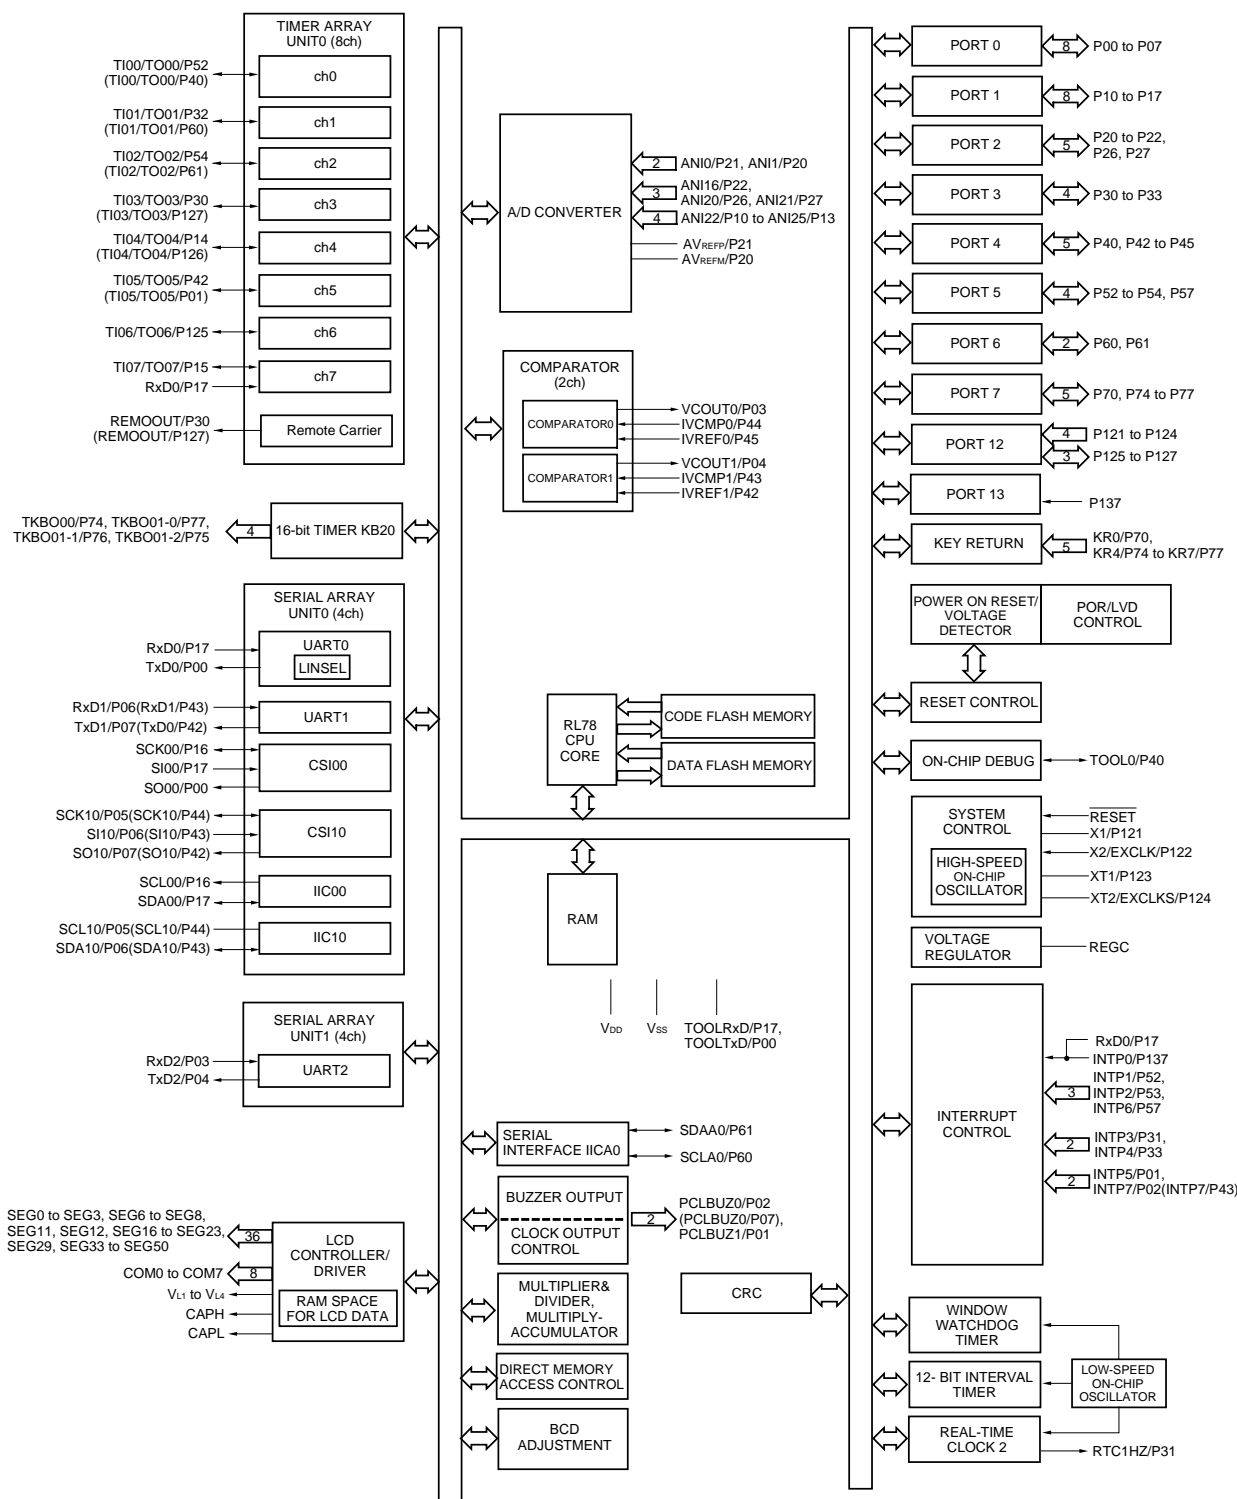 TIMER ARRAY
UNIT0 (8ch)
TI00/TO00/P52
(TI00/TO00/P40)
ch0
TI01/TO01/P32
(TI01/TO01/P60)
ch1
TI02/TO02/P54
(TI02/TO02/P61)
ch2
TI03/TO03/P30
(TI03/TO03/P127)
ch3
TI04/TO04/P14
(TI04/TO04/P126)
ch4
TI05/TO05/P42
(TI05/TO05/P01)
ch5
TI06/TO06/P125
ch6
TI07/TO07/P15
RxD0/P17
ch7
REMOOUT/P30
(REMOOUT/P127)
Remote Carrier
TKBO00/P74, TKBO01-0/P77,
TKBO01-1/P76, TKBO01-2/P75
4
16-bit TIMER KB20
SERIAL ARRAY
UNIT0 (4ch)
RxD0/P17
TxD0/P00
UART0
LINSEL
RxD1/P06(RxD1/P43)
TxD1/P07(TxD0/P42)
UART1
SCK00/P16
SI00/P17
SO00/P00
CSI00
SCK10/P05(SCK10/P44)
SI10/P06(SI10/P43)
SO10/P07(SO10/P42)
CSI10
SCL00/P16
SDA00/P17
IIC00
SCL10/P05(SCL10/P44)
SDA10/P06(SDA10/P43)
IIC10
SERIAL ARRAY
UNIT1 (4ch)
RxD2/P03
TxD2/P04
UART2
SEG0 to SEG3, SEG6 to SEG8,
SEG11, SEG12, SEG16 to SEG23,
SEG29, SEG33 to SEG50
36
COM0 to COM7
8
VL1 to VL4
CAPH
CAPL
LCD
CONTROLLER/
DRIVER
RAM SPACE
FOR LCD DATA
A/D CONVERTER
2
ANI0/P21, ANI1/P20
3
ANI16/P22,
ANI20/P26, ANI21/P27
4
ANI22/P10 to ANI25/P13
AVREFP/P21
AVREFM/P20
COMPARATOR
(2ch)
COMPARATOR0
VCOUT0/P03
IVCMP0/P44
IVREF0/P45
COMPARATOR1
VCOUT1/P04
IVCMP1/P43
IVREF1/P42
RL78
CPU
CORE
CODE FLASH MEMORY
DATA FLASH MEMORY
RAM
VDD
VSS
TOOLRxD/P17,
TOOLTxD/P00
SERIAL
INTERFACE IICA0
SDAA0/P61
SCLA0/P60
BUZZER OUTPUT
CLOCK OUTPUT
CONTROL
2
PCLBUZ0/P02
(PCLBUZ0/P07),
PCLBUZ1/P01
MULTIPLIER&
DIVIDER,
MULITIPLY-
ACCUMULATOR
CRC
DIRECT MEMORY
ACCESS CONTROL
BCD
ADJUSTMENT
PORT 0
8
P00 to P07
PORT 1
8
P10 to P17
PORT 2
5
P20 to P22,
P26, P27
PORT 3
4
P30 to P33
PORT 4
5
P40, P42 to P45
PORT 5
4
P52 to P54, P57
PORT 6
2
P60, P61
PORT 7
5
P70, P74 to P77
PORT 12
4
P121 to P124
3
P125 to P127
PORT 13
P137
KEY RETURN
5
KR0/P70,
KR4/P74 to KR7/P77
POWER ON RESET/
VOLTAGE
DETECTOR
POR/LVD
CONTROL
RESET CONTROL
ON-CHIP DEBUG
TOOL0/P40
SYSTEM
CONTROL
HIGH-SPEED
ON-CHIP
OSCILLATOR
RESET
X1/P121
X2/EXCLK/P122
XT1/P123
XT2/EXCLKS/P124
VOLTAGE
REGULATOR
REGC
INTERRUPT
CONTROL
RxD0/P17
INTP0/P137
3
INTP1/P52,
INTP2/P53,
INTP6/P57
2
INTP3/P31,
INTP4/P33
2
INTP5/P01,
INTP7/P02(INTP7/P43)
WINDOW
WATCHDOG
TIMER
12- BIT INTERVAL
TIMER
LOW-SPEED
ON-CHIP
OSCILLATOR
REAL-TIME
CLOCK 2
RTC1HZ/P31